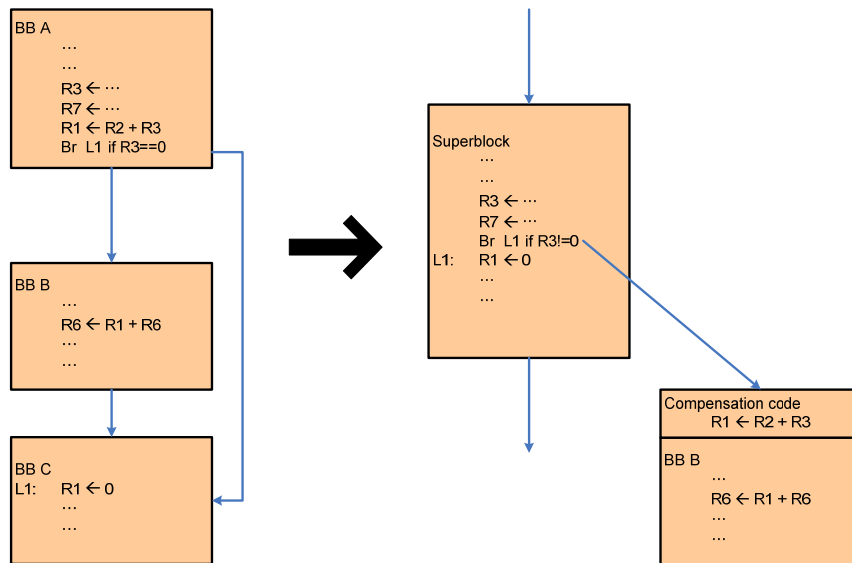 BB A
...
...
R3 ← ...
R7 ← ...
R1 ← R2 + R3
Br L1 if R3==0
BB B
...
R6 ← R1 + R6
...
...
BB C
L1: R1 ← 0
...
...
Superblock
...
...
R3 ← ...
R7 ← ...
Br L1 if R3!=0
L1: R1 ← 0
...
...
Compensation code
R1 ← R2 + R3
BB B
...
R6 ← R1 + R6
...
...